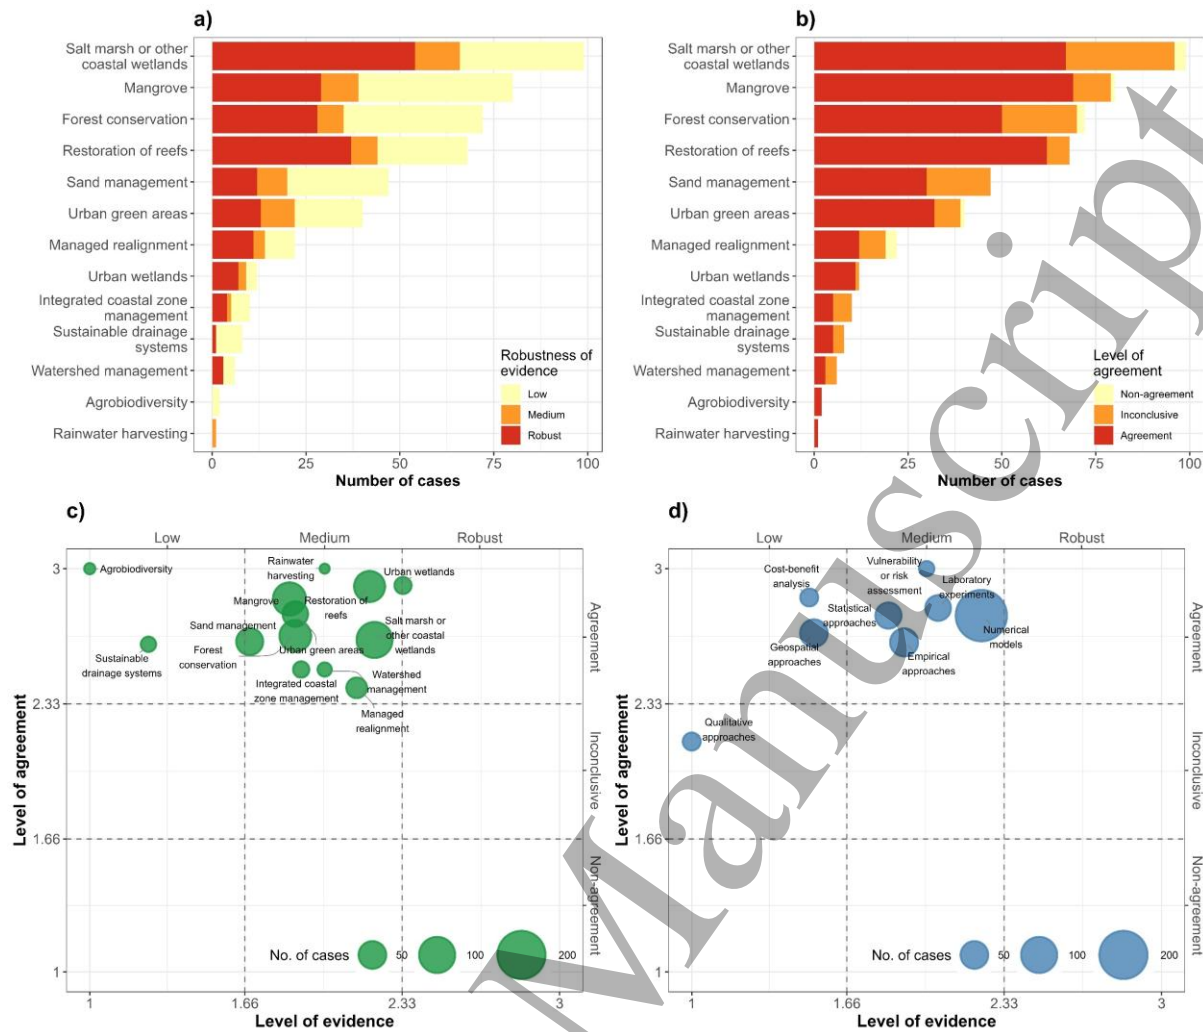 a)
Salt marsh or other
coastal wetlands
Mangrove
Forest conservation
Restoration of reefs
Sand management
Urban green areas
Managed realignment
Urban wetlands
Integrated coastal zone
management
Sustainable drainage
systems
Watershed management
Agrobiodiversity
Rainwater harvesting
Robustness of
evidence
Low
Medium
Robust
0 25 50 75 100
Number of cases
b)
Salt marsh or other
coastal wetlands
Mangrove
Forest conservation
Restoration of reefs
Sand management
Urban green areas
Managed realignment
Urban wetlands
Integrated coastal zone
management
Sustainable drainage
systems
Watershed management
Agrobiodiversity
Rainwater harvesting
Level of
agreement
Non-agreement
Inconclusive
Agreement
0 25 50 75 100
Number of cases
c)
Low Medium Robust
Level of agreement
3
2.33
1.66
1
Agrobiodiversity
Rainwater
harvesting
Urban wetlands
Mangrove
Restoration of
reefs
Sand management
Salt marsh or
other coastal
wetlands
Forest
conservation
Urban green areas
Sustainable
drainage systems
Integrated coastal
zone management
Watershed
management
Managed
realignment
Agreement
Inconclusive
Non-agreement
No. of cases 50 100 200
1 1.66 2.33 3
Level of evidence
d)
Low Medium Robust
Level of agreement
3
2.33
1.66
1
Cost-benefit
analysis
Vulnerability
or risk
assessment
Laboratory
experiments
Statistical
approaches
Numerical
models
Geospatial
approaches
Empirical
approaches
Qualitative
approaches
Agreement
Inconclusive
Non-agreement
No. of cases 50 100 200
1 1.66 2.33 3
Level of evidence
Manuscript